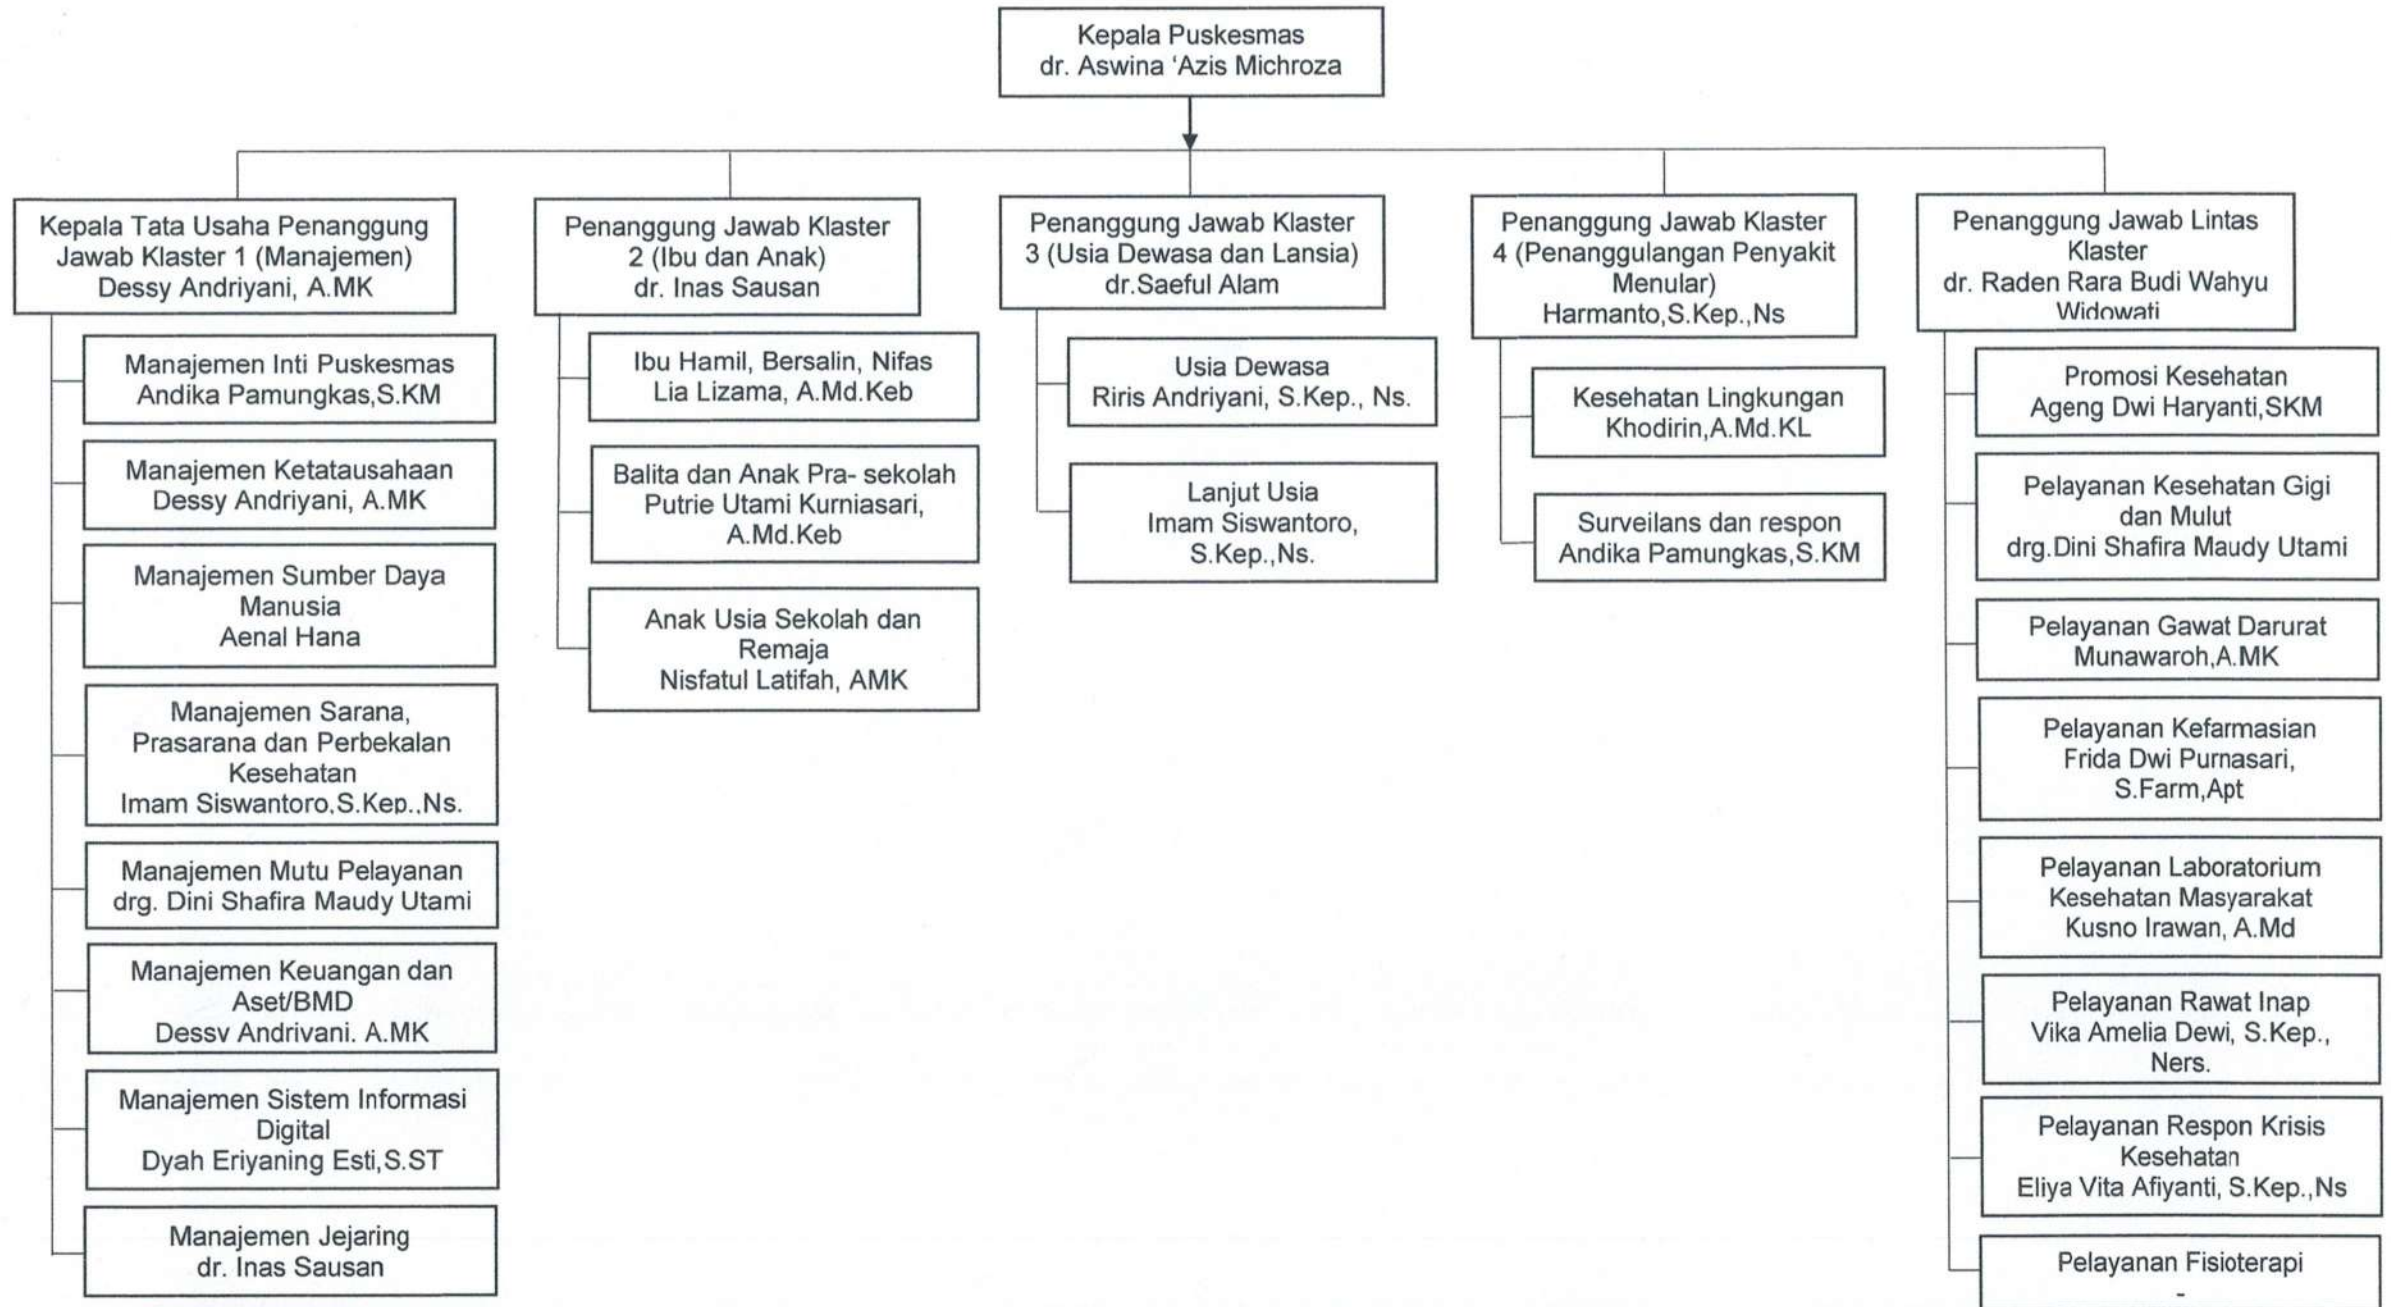 Kepala Puskesmas
dr. Aswina ‘Azis Michroza
Kepala Tata Usaha Penanggung
Jawab Klaster 1 (Manajemen)
Dessy Andriyani, A.MK
Manajemen Inti Puskesmas
Andika Pamungkas,S.KM
Manajemen Ketatausahaan
Dessy Andriyani, A.MK
Manajemen Sumber Daya
Manusia
Aenal Hana
Manajemen Sarana,
Prasarana dan Perbekalan
Kesehatan
Imam Siswantoro,S.Kep.,Ns.
Manajemen Mutu Pelayanan
drg. Dini Shafira Maudy Utami
Manajemen Keuangan dan
Aset/BMD
Dessy Andriyani. A.MK
Manajemen Sistem Informasi
Digital
Dyah Eriyaning Esti,S.ST
Manajemen Jejaring
dr. Inas Sausan
Penanggung Jawab Klaster
2 (Ibu dan Anak)
dr. Inas Sausan
Ibu Hamil, Bersalin, Nifas
Lia Lizama, A.Md.Keb
Balita dan Anak Pra- sekolah
Putrie Utami Kurniasari,
A.Md.Keb
Anak Usia Sekolah dan
Remaja
Nisfatul Latifah, AMK
Penanggung Jawab Klaster
3 (Usia Dewasa dan Lansia)
dr.Saeful Alam
Usia Dewasa
Riris Andriyani, S.Kep., Ns.
Lanjut Usia
Imam Siswantoro,
S.Kep.,Ns.
Penanggung Jawab Klaster
4 (Penanggulangan Penyakit
Menular)
Harmanto,S.Kep.,Ns
Kesehatan Lingkungan
Khodirin,A.Md.KL
Surveilans dan respon
Andika Pamungkas,S.KM
Penanggung Jawab Lintas
Klaster
dr. Raden Rara Budi Wahyu
Widowati
Promosi Kesehatan
Ageng Dwi Haryanti,SKM
Pelayanan Kesehatan Gigi
dan Mulut
drg.Dini Shafira Maudy Utami
Pelayanan Gawat Darurat
Munawaroh,A.MK
Pelayanan Kefarmasian
Frida Dwi Purnasari,
S.Farm,Apt
Pelayanan Laboratorium
Kesehatan Masyarakat
Kusno Irawan, A.Md
Pelayanan Rawat Inap
Vika Amelia Dewi, S.Kep.,
Ners.
Pelayanan Respon Krisis
Kesehatan
Eliya Vita Afiyanti, S.Kep.,Ns
Pelayanan Fisioterapi
-